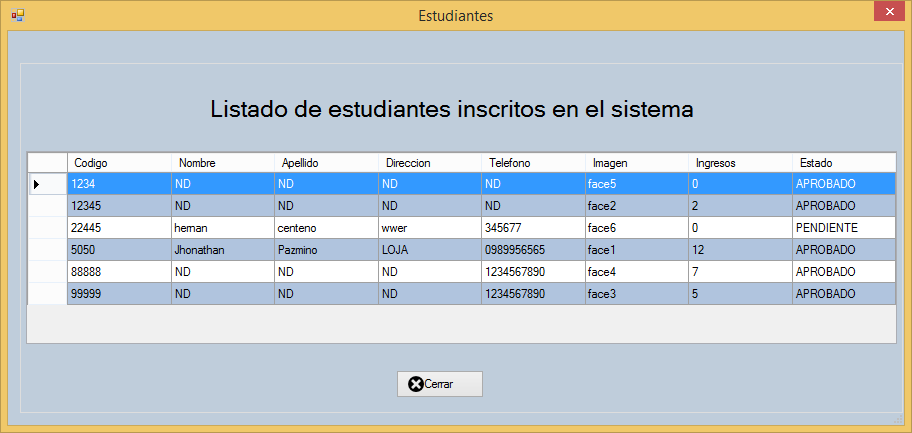 Estudiantes
Listado de estudiantes inscritos en el sistema
Codigo Nombre Apellido Direccion Telefono Imagen Ingresos Estado
1234 ND ND ND ND face5 0 APROBADO
12345 ND ND ND ND face2 2 APROBADO
22445 hernan centeno wwer 345677 face6 0 PENDIENTE
5050 Jhonathan Pazmino LOJA 0989956565 face1 12 APROBADO
88888 ND ND ND 1234567890 face4 7 APROBADO
99999 ND ND ND 1234567890 face3 5 APROBADO
Cerrar